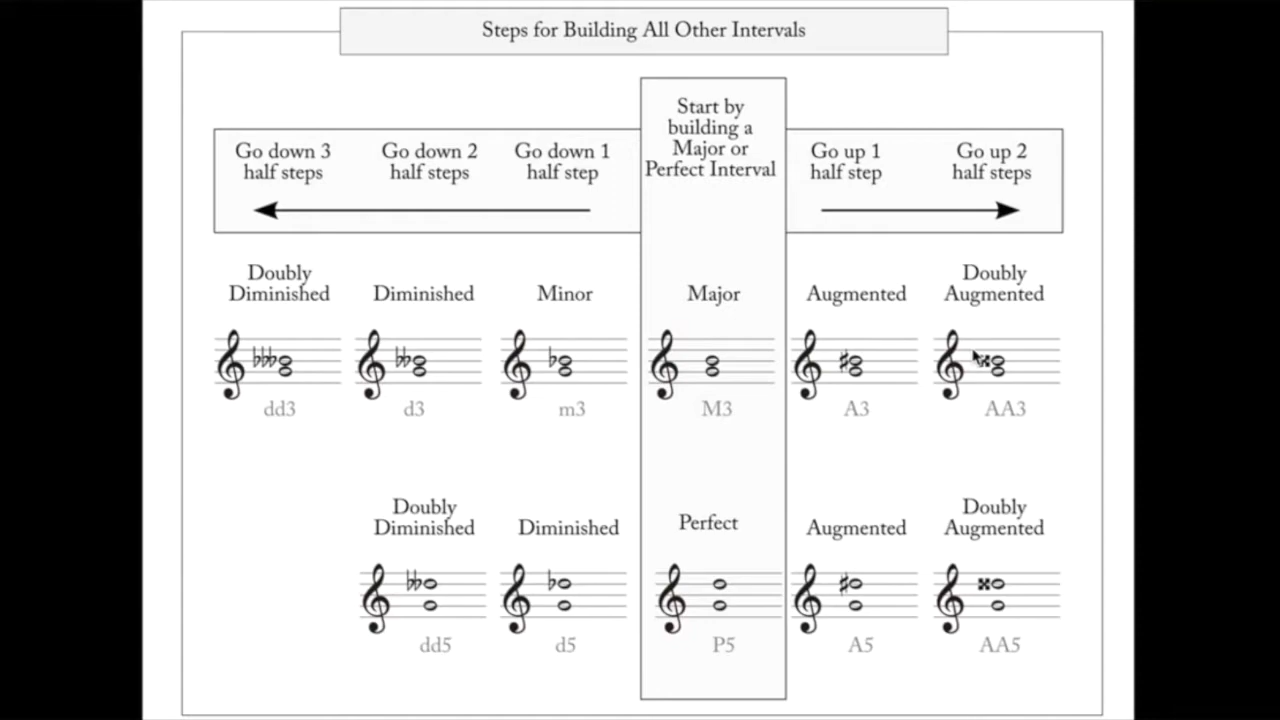 Steps for Building All Other Intervals
Start by
building a
Major or
Perfect Interval
Go down 3
half steps
Go down 2
half steps
Go down 1
half step
Go up 1
half step
Go up 2
half steps
Doubly
Diminished
Diminished
Minor
Major
Augmented
Doubly
Augmented
dd3
d3
m3
M3
A3
AA3
Doubly
Diminished
Diminished
Perfect
Augmented
Doubly
Augmented
dd5
d5
P5
A5
AA5